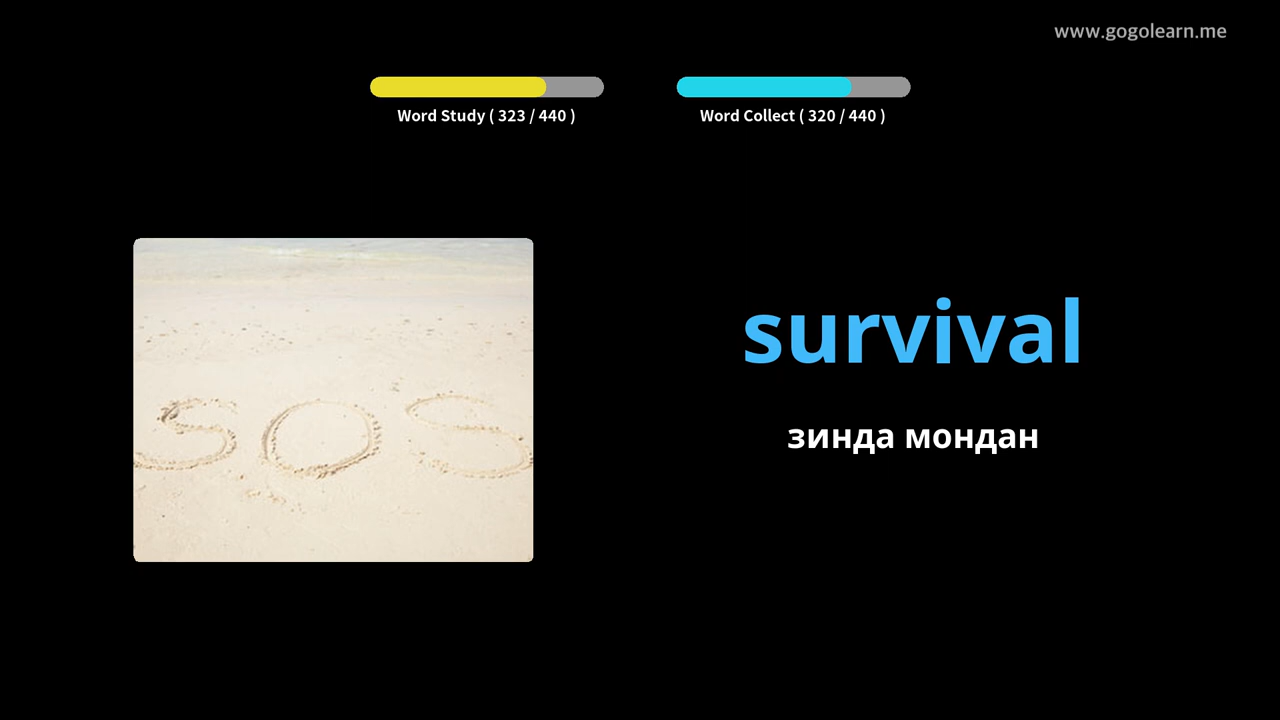 www.gogolearn.me
Word Study ( 323 / 440 )
Word Collect ( 320 / 440 )
SOS
survival
зинда мондан